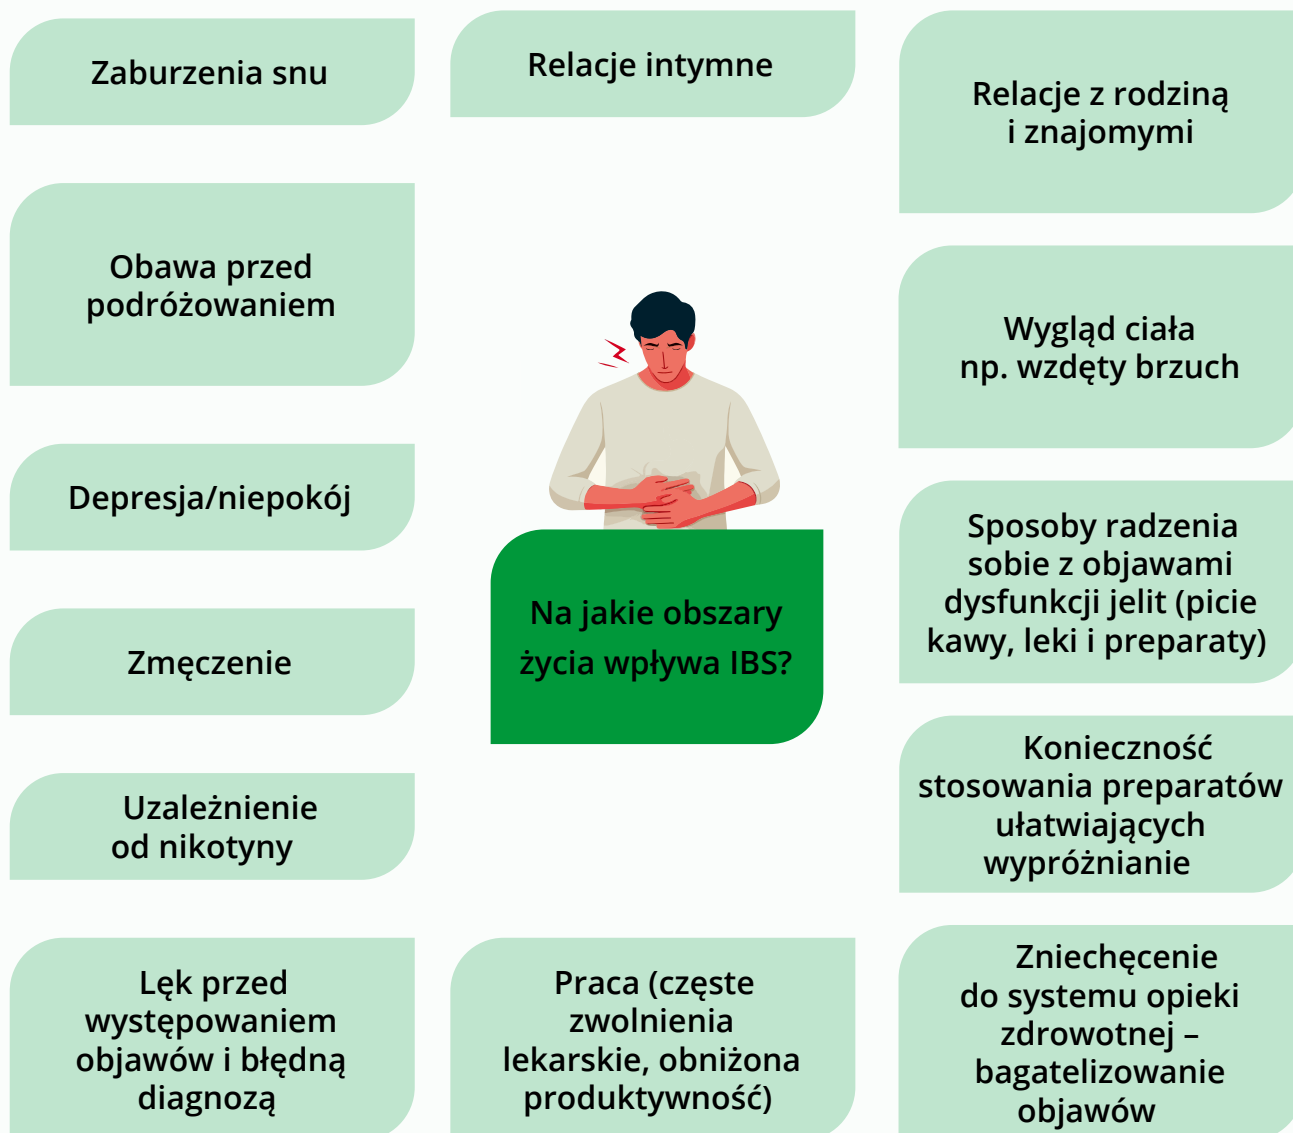 Zaburzenia snu
Relacje intymne
Relacje z rodziną
i znajomymi
Obawa przed
podróżowaniem
Wygląd ciała
np. wzdęty brzuch
Depresja/niepokój
Sposoby radzenia
sobie z objawami
dysfunkcji jelit (picie
kawy, leki i preparaty)
Na jakie obszary
życia wpływa IBS?
Zmęczenie
Konieczność
stosowania preparatów
ułatwiających
wypróżnianie
Uzależnienie
od nikotyny
Lęk przed
występowaniem
objawów i błędną
diagnozą
Praca (częste
zwolnienia
lekarskie, obniżona
produktywność)
Zniechęcenie
do systemu opieki
zdrowotnej –
bagatelizowanie
objawów